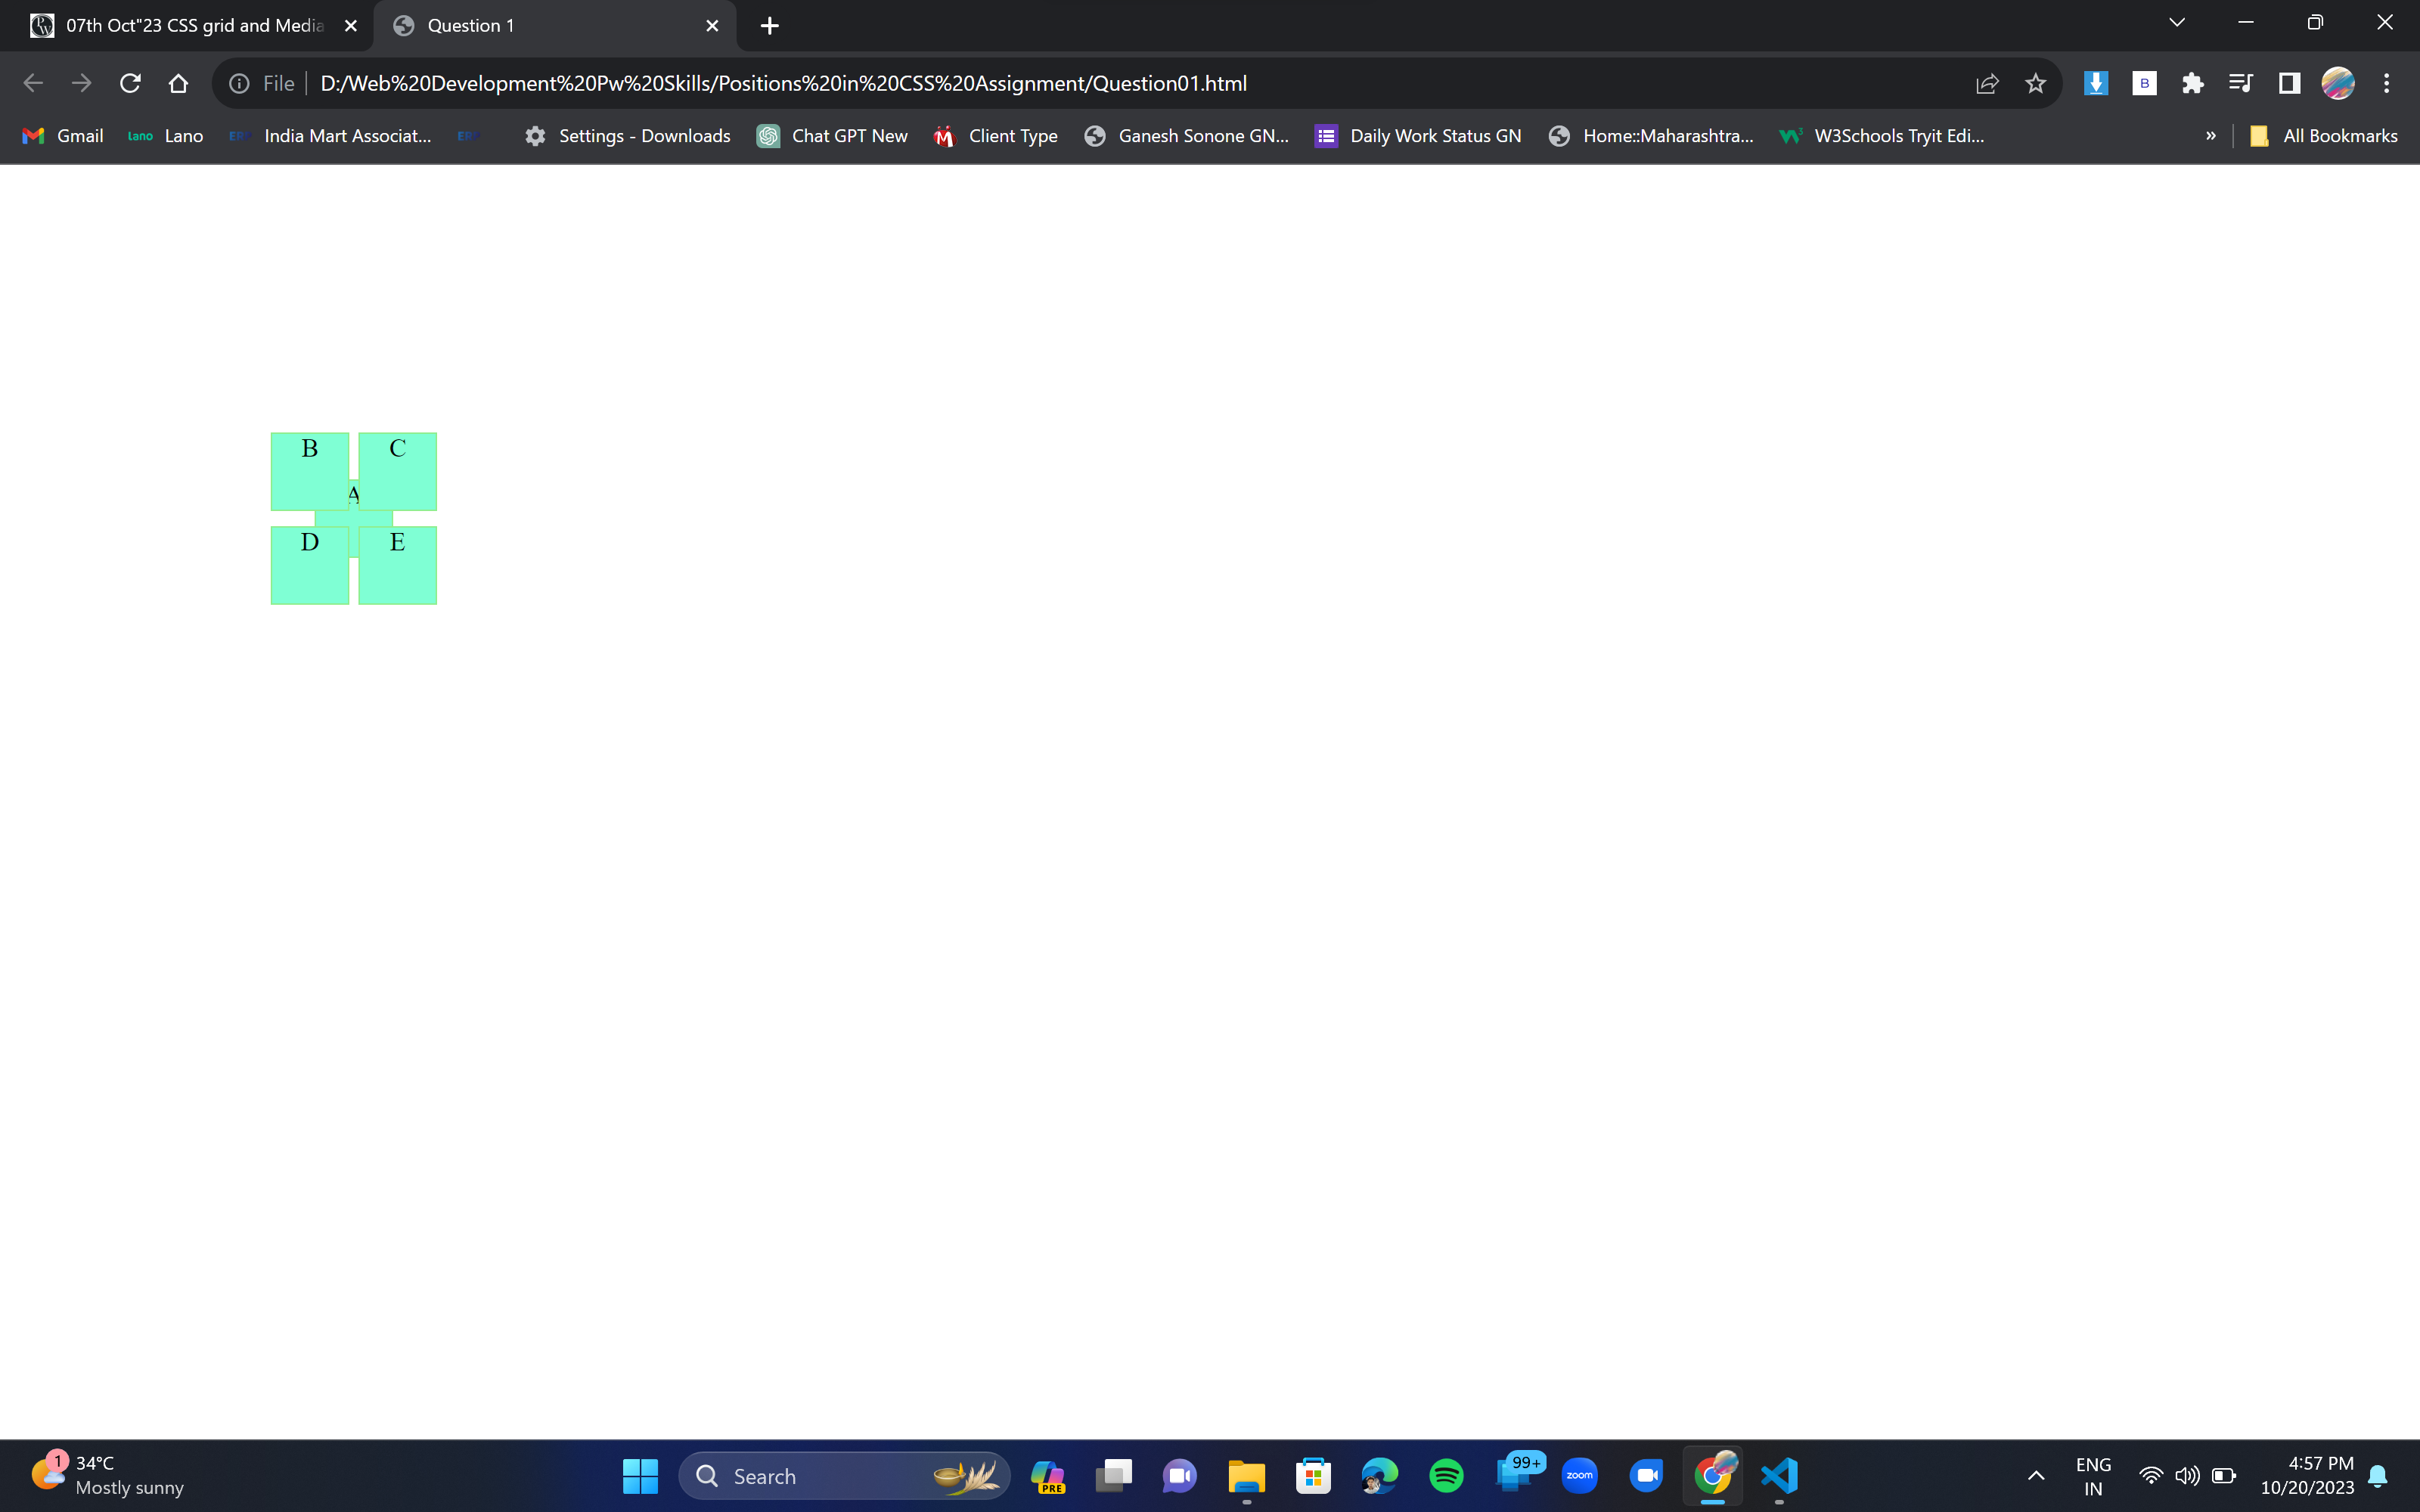 07th Oct"23 CSS grid and Media
Question 1
File
D:/Web%20Development%20Pw%20Skills/Positions%20in%20CSS%20Assignment/Question01.html
B
Gmail
lano Lano
India Mart Associat...
Settings - Downloads
Chat GPT New
Client Type
Ganesh Sonone GN...
Daily Work Status GN
Home::Maharashtra...
W3Schools Tryit Edi...
»
All Bookmarks
B C
A
D E
1
34°C
Mostly sunny
Search
PRE
99+
zoom
ENG
IN
4:57 PM
10/20/2023